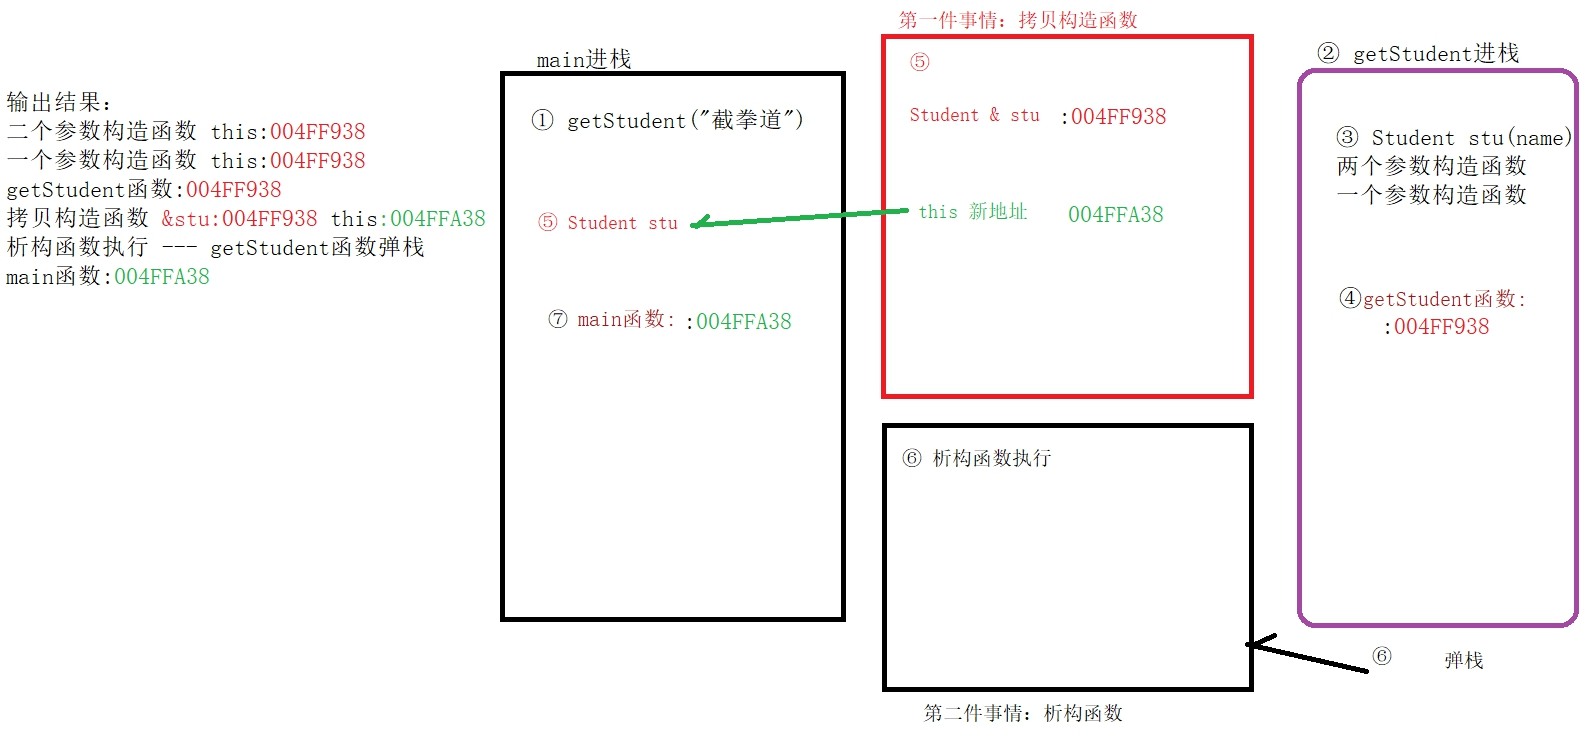 输出结果：
二个参数构造函数 this:004FF938
一个参数构造函数 this:004FF938
getStudent函数:004FF938
拷贝构造函数 &stu:004FF938 this:004FFA38
析构函数执行 --- getStudent函数弹栈
main函数:004FFA38
main进栈
① getStudent("截拳道")
⑤ Student stu
⑦ main函数: :004FFA38
第一件事情：拷贝构造函数
⑤
Student & stu :004FF938
this 新地址 004FFA38
⑥ 析构函数执行
第二件事情：析构函数
② getStudent进栈
③ Student stu(name)
两个参数构造函数
一个参数构造函数
④getStudent函数:
:004FF938
⑥ 弹栈